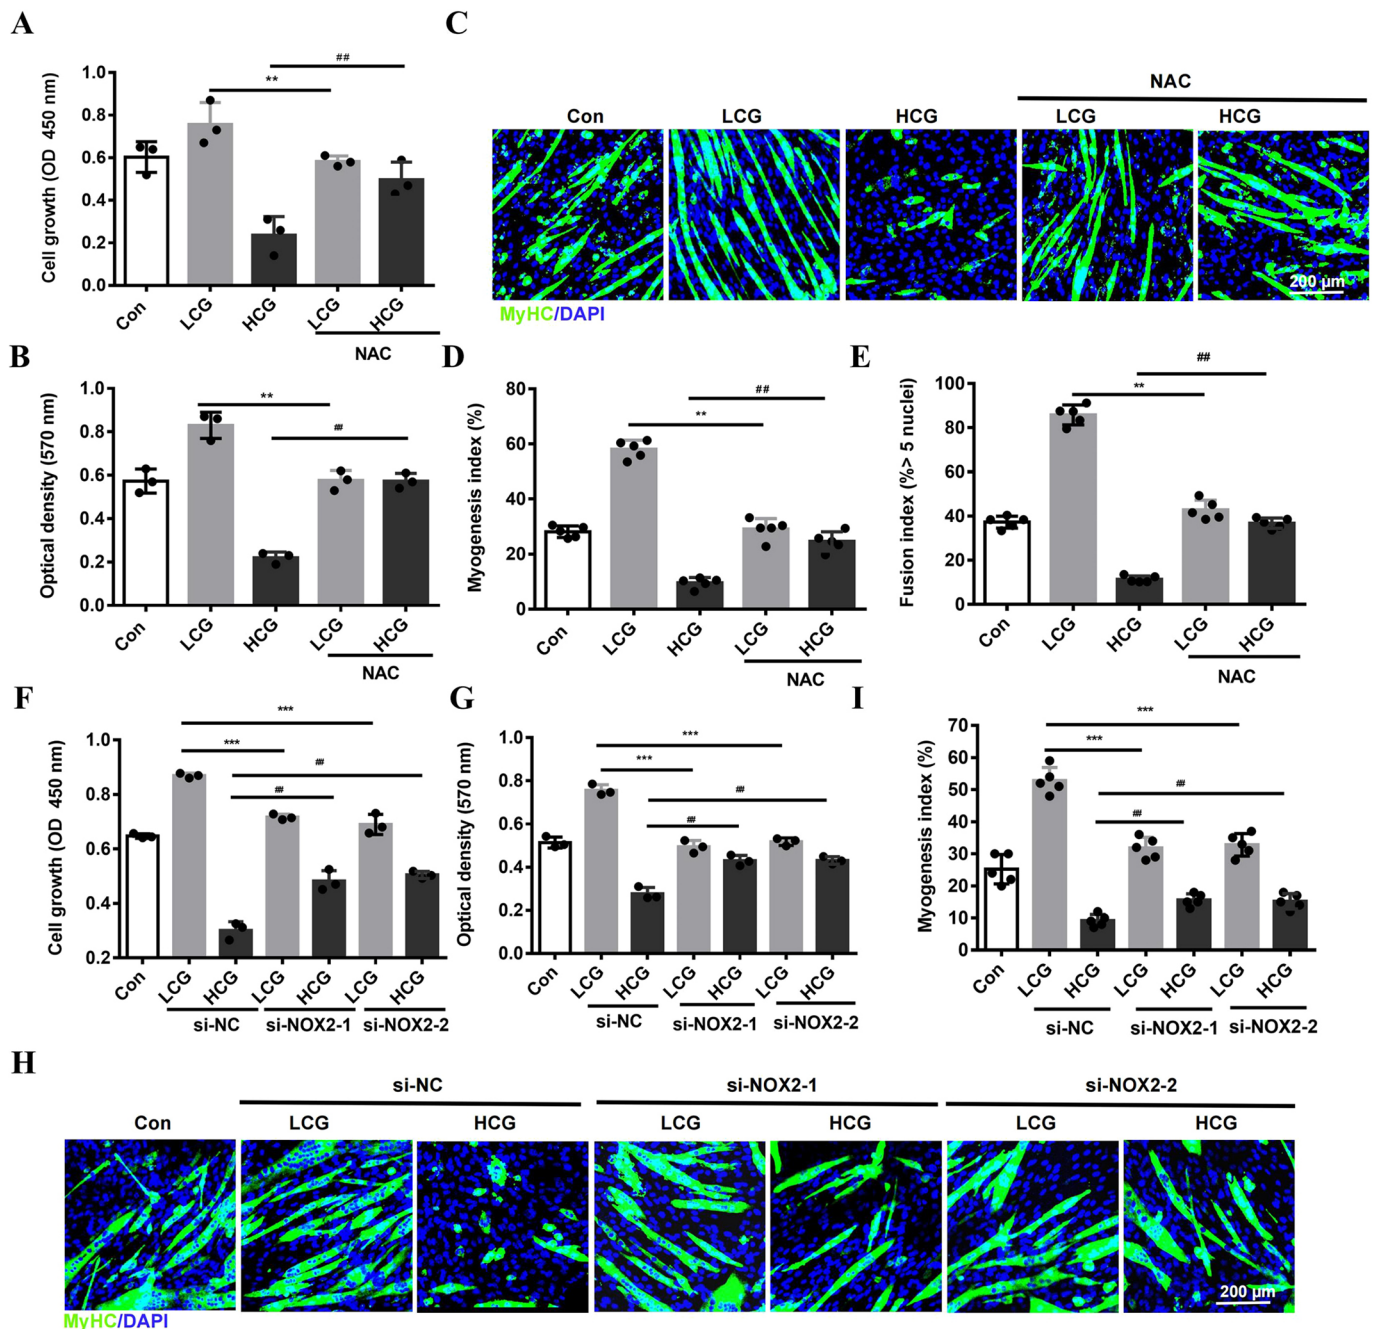 A
Cell growth (OD 450 nm)
1.0
0.8
0.6
0.4
0.2
0.0
**
##
Con
LCG
HCG
LCG
HCG
NAC
C
NAC
Con
LCG
HCG
LCG
HCG
200 µm
MyHC/DAPI
B
Optical density (570 nm)
1.0
0.8
0.6
0.4
0.2
0.0
**
##
Con
LCG
HCG
LCG
HCG
NAC
D
Myogenesis index (%)
80
60
40
20
0
##
**
Con
LCG
HCG
LCG
HCG
NAC
E
Fusion index (%> 5 nuclei)
100
80
60
40
20
0
##
**
Con
LCG
HCG
LCG
HCG
NAC
F
Cell growth (OD 450 nm)
1.0
0.8
0.6
0.4
0.2
***
***
##
##
Con
LCG
HCG
LCG
HCG
LCG
HCG
si-NC
si-NOX2-1
si-NOX2-2
G
Optical density (570 nm)
1.0
0.8
0.6
0.4
0.2
0.0
***
***
##
##
Con
LCG
HCG
LCG
HCG
LCG
HCG
si-NC
si-NOX2-1
si-NOX2-2
I
Myogenesis index (%)
70
60
50
40
30
20
10
0
***
***
##
##
Con
LCG
HCG
LCG
HCG
LCG
HCG
si-NC
si-NOX2-1
si-NOX2-2
H
si-NC
si-NOX2-1
si-NOX2-2
Con
LCG
HCG
LCG
HCG
LCG
HCG
200 µm
MyHC/DAPI